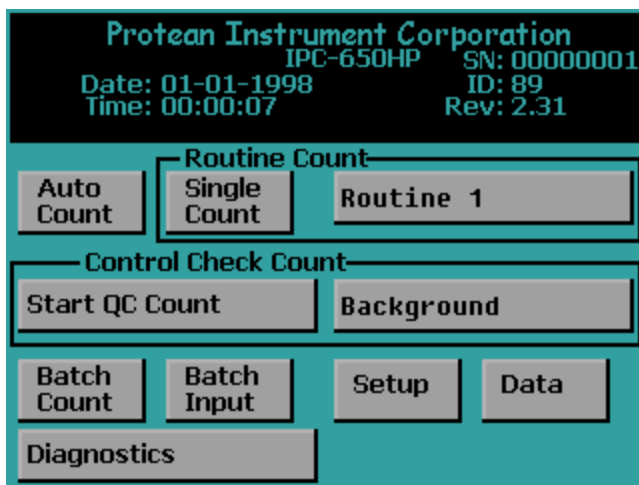 Protean Instrument Corporation
IPC-650HP SN: 00000001
Date: 01-01-1998 ID: 89
Time: 00:00:07 Rev: 2.31
Routine Count
Auto Count
Single Count
Routine 1
Control Check Count
Start QC Count
Background
Batch Count
Batch Input
Setup
Data
Diagnostics